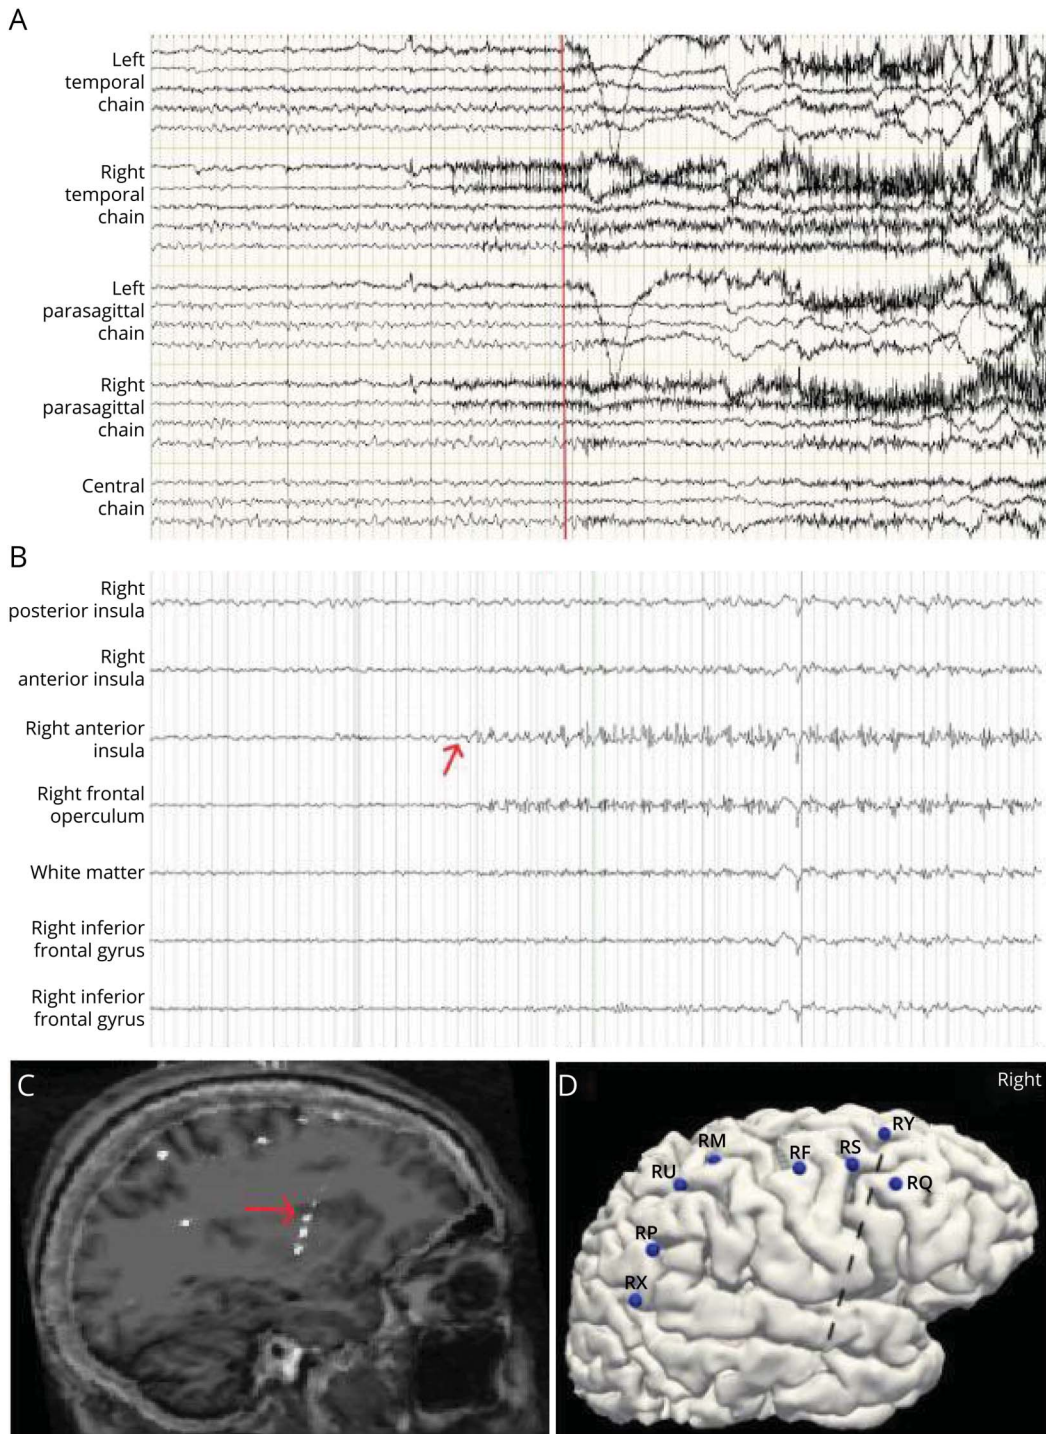 A
Left
temporal
chain
Right
temporal
chain
Left
parasagittal
chain
Right
parasagittal
chain
Central
chain
B
Right
posterior insula
Right
anterior insula
Right anterior
insula
Right frontal
operculum
White matter
Right inferior
frontal gyrus
Right inferior
frontal gyrus
C
D
Right
RY
RM
RF
RS
RU
RQ
RP
RX